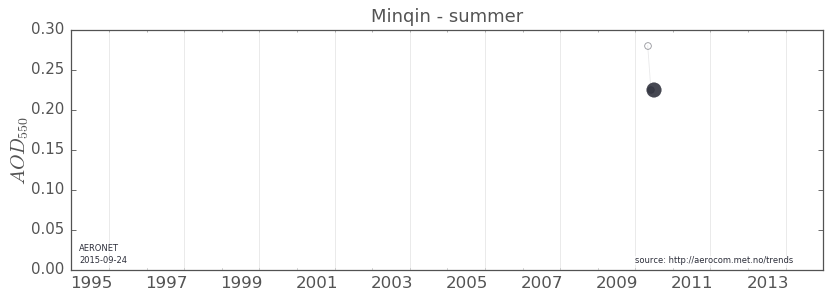 Minqin - summer
0.30
0.25
0.20
0.15
0.10
0.05
0.00
AOD550
AERONET
2015-09-24
source: http://aerocom.met.no/trends
1995 1997 1999 2001 2003 2005 2007 2009 2011 2013